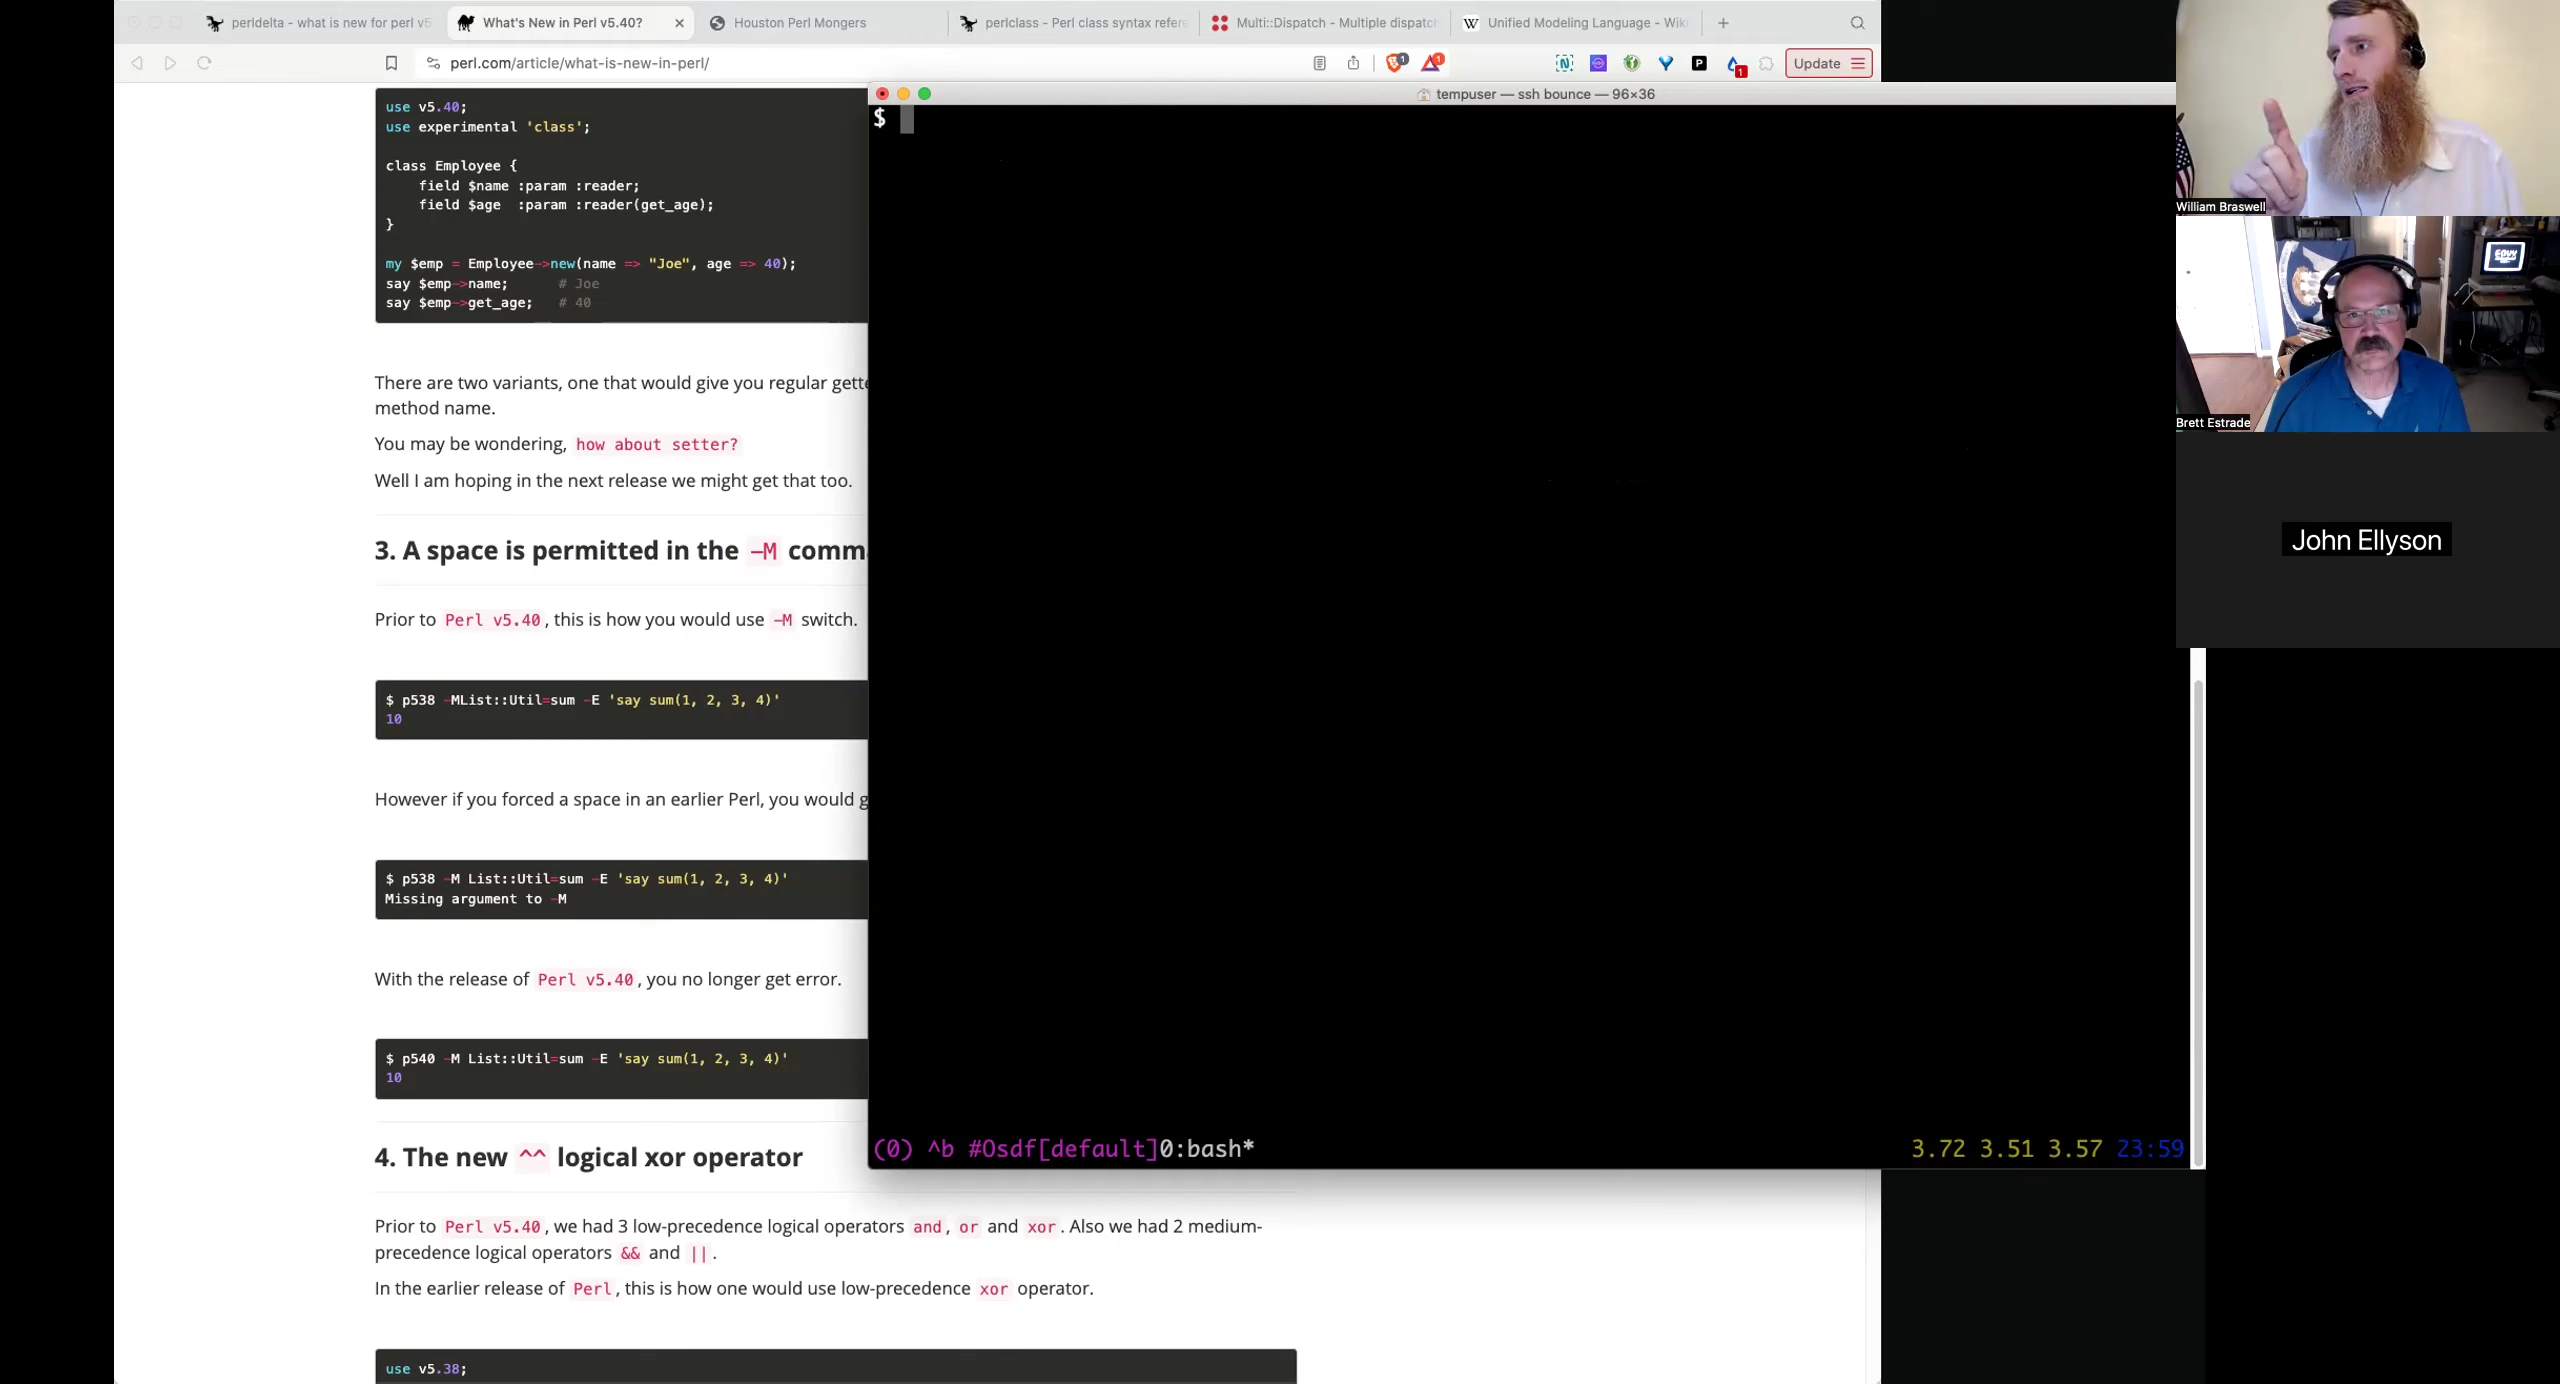 perldelta - what is new for perl v5
What's New in Perl v5.40?
Houston Perl Mongers
perlclass - Perl class syntax refere
Multi::Dispatch - Multiple dispatch
Unified Modeling Language - Wiki
perl.com/article/what-is-new-in-perl/
1
1
P
1
Update
use v5.40;
use experimental 'class';
class Employee {
field $name :param :reader;
field $age :param :reader(get_age);
}
my $emp = Employee->new(name => "Joe", age => 40);
say $emp->name; # Joe
say $emp->get_age; # 40
There are two variants, one that would give you regular gette
method name.
You may be wondering, how about setter?
Well I am hoping in the next release we might get that too.
3. A space is permitted in the -M comma
Prior to Perl v5.40, this is how you would use -M switch.
$ p538 -MList::Util=sum -E 'say sum(1, 2, 3, 4)'
10
However if you forced a space in an earlier Perl, you would g
$ p538 -M List::Util=sum -E 'say sum(1, 2, 3, 4)'
Missing argument to -M
With the release of Perl v5.40, you no longer get error.
$ p540 -M List::Util=sum -E 'say sum(1, 2, 3, 4)'
10
4. The new ^^ logical xor operator
Prior to Perl v5.40, we had 3 low-precedence logical operators and, or and xor. Also we had 2 medium-
precedence logical operators && and ||.
In the earlier release of Perl, this is how one would use low-precedence xor operator.
use v5.38;
tempuser — ssh bounce — 96×36
$
(0) ^b #Osdf[default]0:bash* 3.72 3.51 3.57 23:59
William Braswell
Brett Estrade
John Ellyson